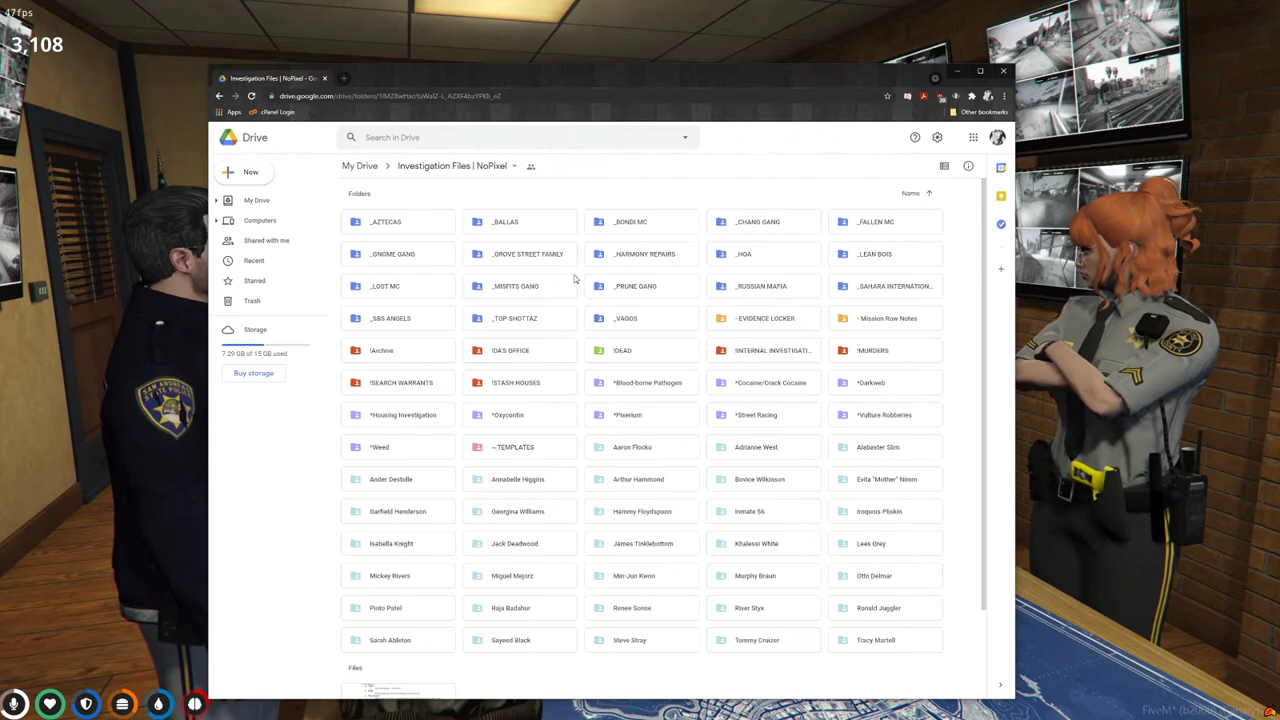 47fps
3,108
Investigation Files | NoPixel - Go
Apps
cPanel Login
Other bookmarks
Drive
Search in Drive
New
My Drive
Computers
Shared with me
Recent
Starred
Trash
Storage
7.29 GB of 15 GB used
Buy storage
My Drive
Investigation Files | NoPixel
Folders
Name
_AZTECAS
_BALLAS
_BONDI MC
_CHANG GANG
_FALLEN MC
_GNOME GANG
_GROVE STREET FAMILY
_HARMONY REPAIRS
_HOA
_LEAN BOIS
_LOST MC
_MISFITS GANG
_PRUNE GANG
_RUSSIAN MAFIA
_SAHARA INTERNATION...
_SBS ANGELS
_TOP SHOTTAZ
_VAGOS
- EVIDENCE LOCKER
- Mission Row Notes
!Archive
!DA'S OFFICE
!DEAD
!INTERNAL INVESTIGATI...
!MURDERS
!SEARCH WARRANTS
!STASH HOUSES
*Blood-borne Pathogen
*Cocaine/Crack Cocaine
*Darkweb
*Housing Investigation
*Oxycontin
*Pixerium
*Street Racing
*Vulture Robberies
*Weed
~ TEMPLATES
Aaron Flocko
Adrianne West
Alabaster Slim
Ander Destolle
Annabelle Higgins
Arthur Hammond
Bovice Wilkinson
Evita "Mother" Nimm
Garfield Henderson
Georgina Williams
Hammy Floydspoon
Inmate 56
Iroquois Pliskin
Isabella Knight
Jack Deadwood
James Tinklebottom
Khalessi White
Lees Grey
Mickey Rivers
Miguel Mejorz
Min-Jun Kwon
Murphy Braun
Otto Delmar
Pinto Patel
Raja Badahur
Renee Sonse
River Styx
Ronald Juggler
Sarah Ableton
Sayeed Black
Steve Stray
Tommy Cruizer
Tracy Martell
Files
SAN ANDREAS